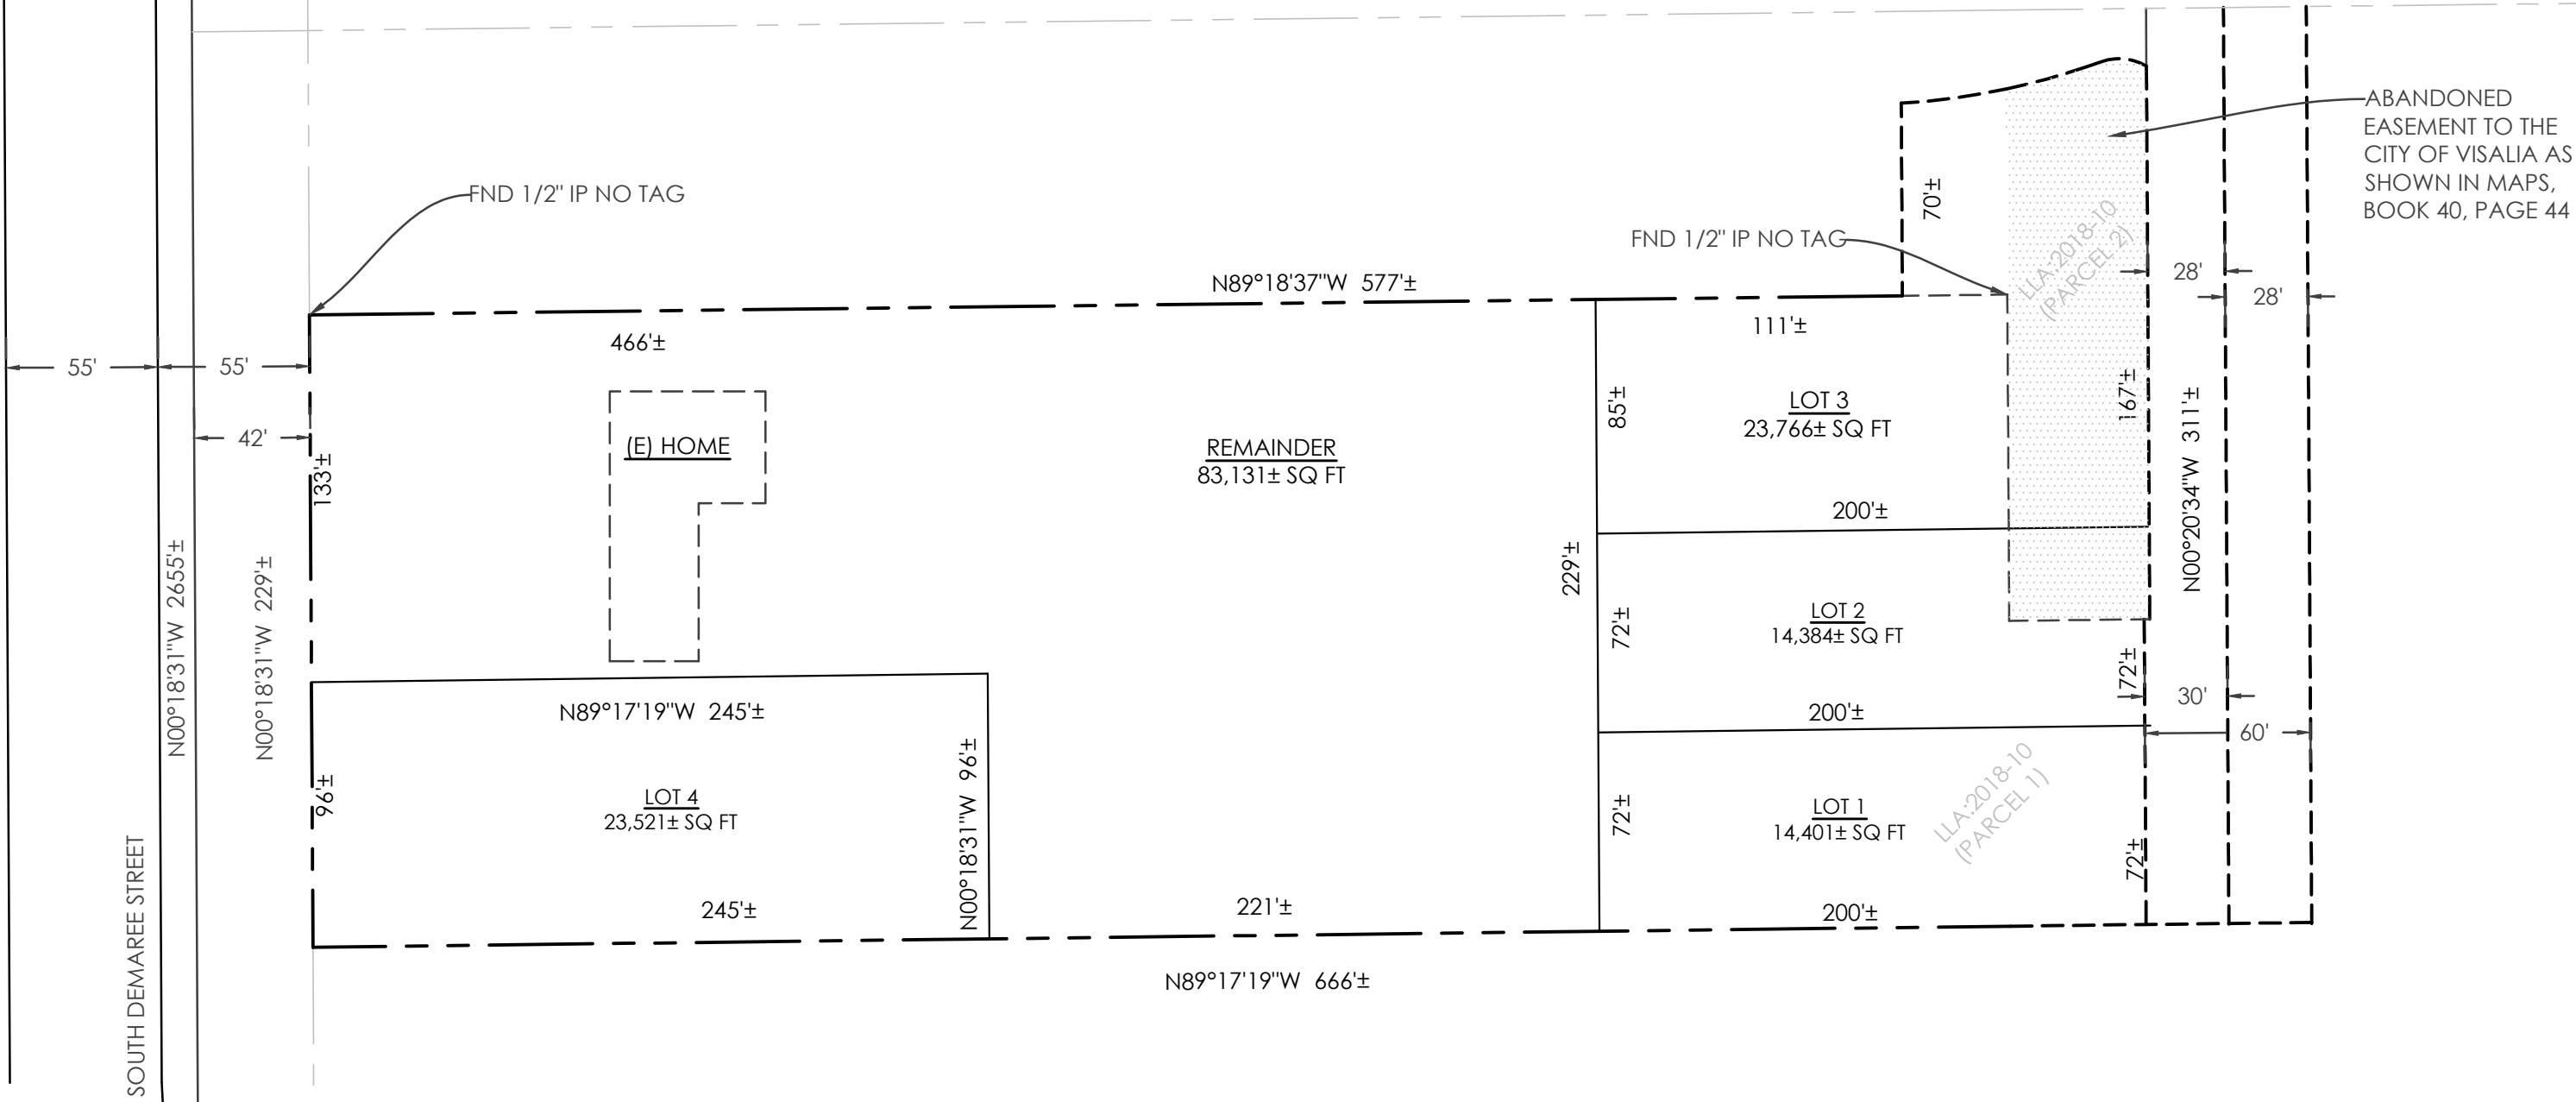 ABANDONED
EASEMENT TO THE
CITY OF VISALIA AS
SHOWN IN MAPS,
BOOK 40, PAGE 44
FND 1/2" IP NO TAG
70'±
FND 1/2" IP NO TAG
LLA:2018-10
(PARCEL 2)
28'
28'
N89°18'37"W 577'±
466'±
111'±
55'
55'
42'
133'±
(E) HOME
REMAINDER
83,131± SQ FT
85'±
LOT 3
23,766± SQ FT
167'±
N00°20'34"W 311'±
200'±
N00°18'31"W 2655'±
N00°18'31"W 229'±
229'±
72'±
LOT 2
14,384± SQ FT
72'±
30'
N89°17'19"W 245'±
200'±
60'
96'±
LOT 4
23,521± SQ FT
N00°18'31"W 96'±
72'±
LOT 1
14,401± SQ FT
LLA:2018-10
(PARCEL 1)
72'±
245'±
221'±
200'±
SOUTH DEMAREE STREET
N89°17'19"W 666'±